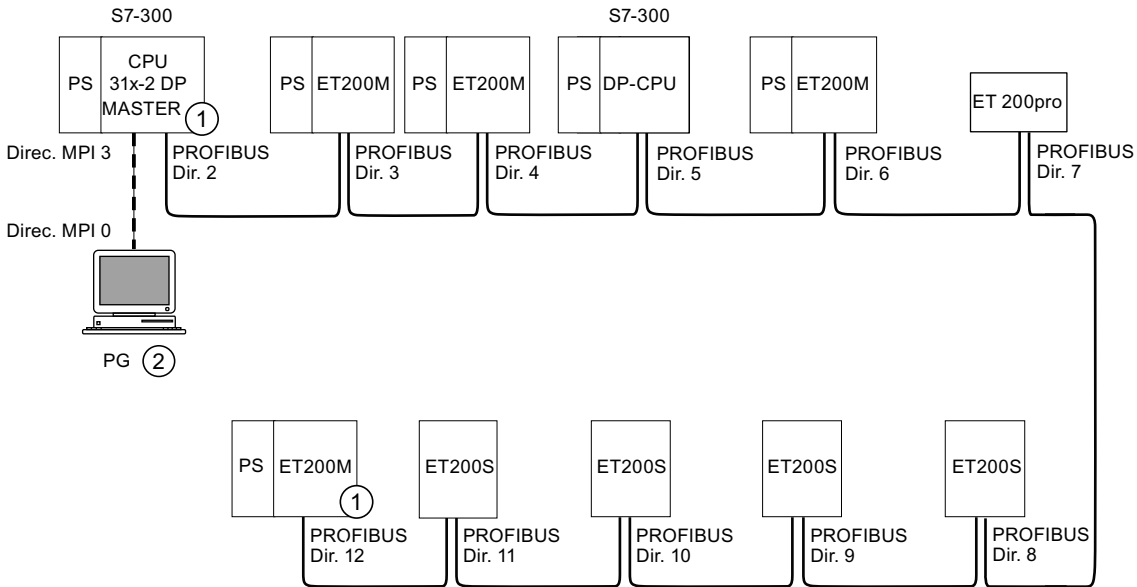 S7-300
S7-300
PS
CPU
31x-2 DP
MASTER
1
PS
ET200M
PS
ET200M
PS
DP-CPU
PS
ET200M
ET 200pro
Direc. MPI 3
PROFIBUS
Dir. 2
PROFIBUS
Dir. 3
PROFIBUS
Dir. 4
PROFIBUS
Dir. 5
PROFIBUS
Dir. 6
PROFIBUS
Dir. 7
Direc. MPI 0
PG
2
PS
ET200M
1
ET200S
ET200S
ET200S
ET200S
PROFIBUS
Dir. 12
PROFIBUS
Dir. 11
PROFIBUS
Dir. 10
PROFIBUS
Dir. 9
PROFIBUS
Dir. 8